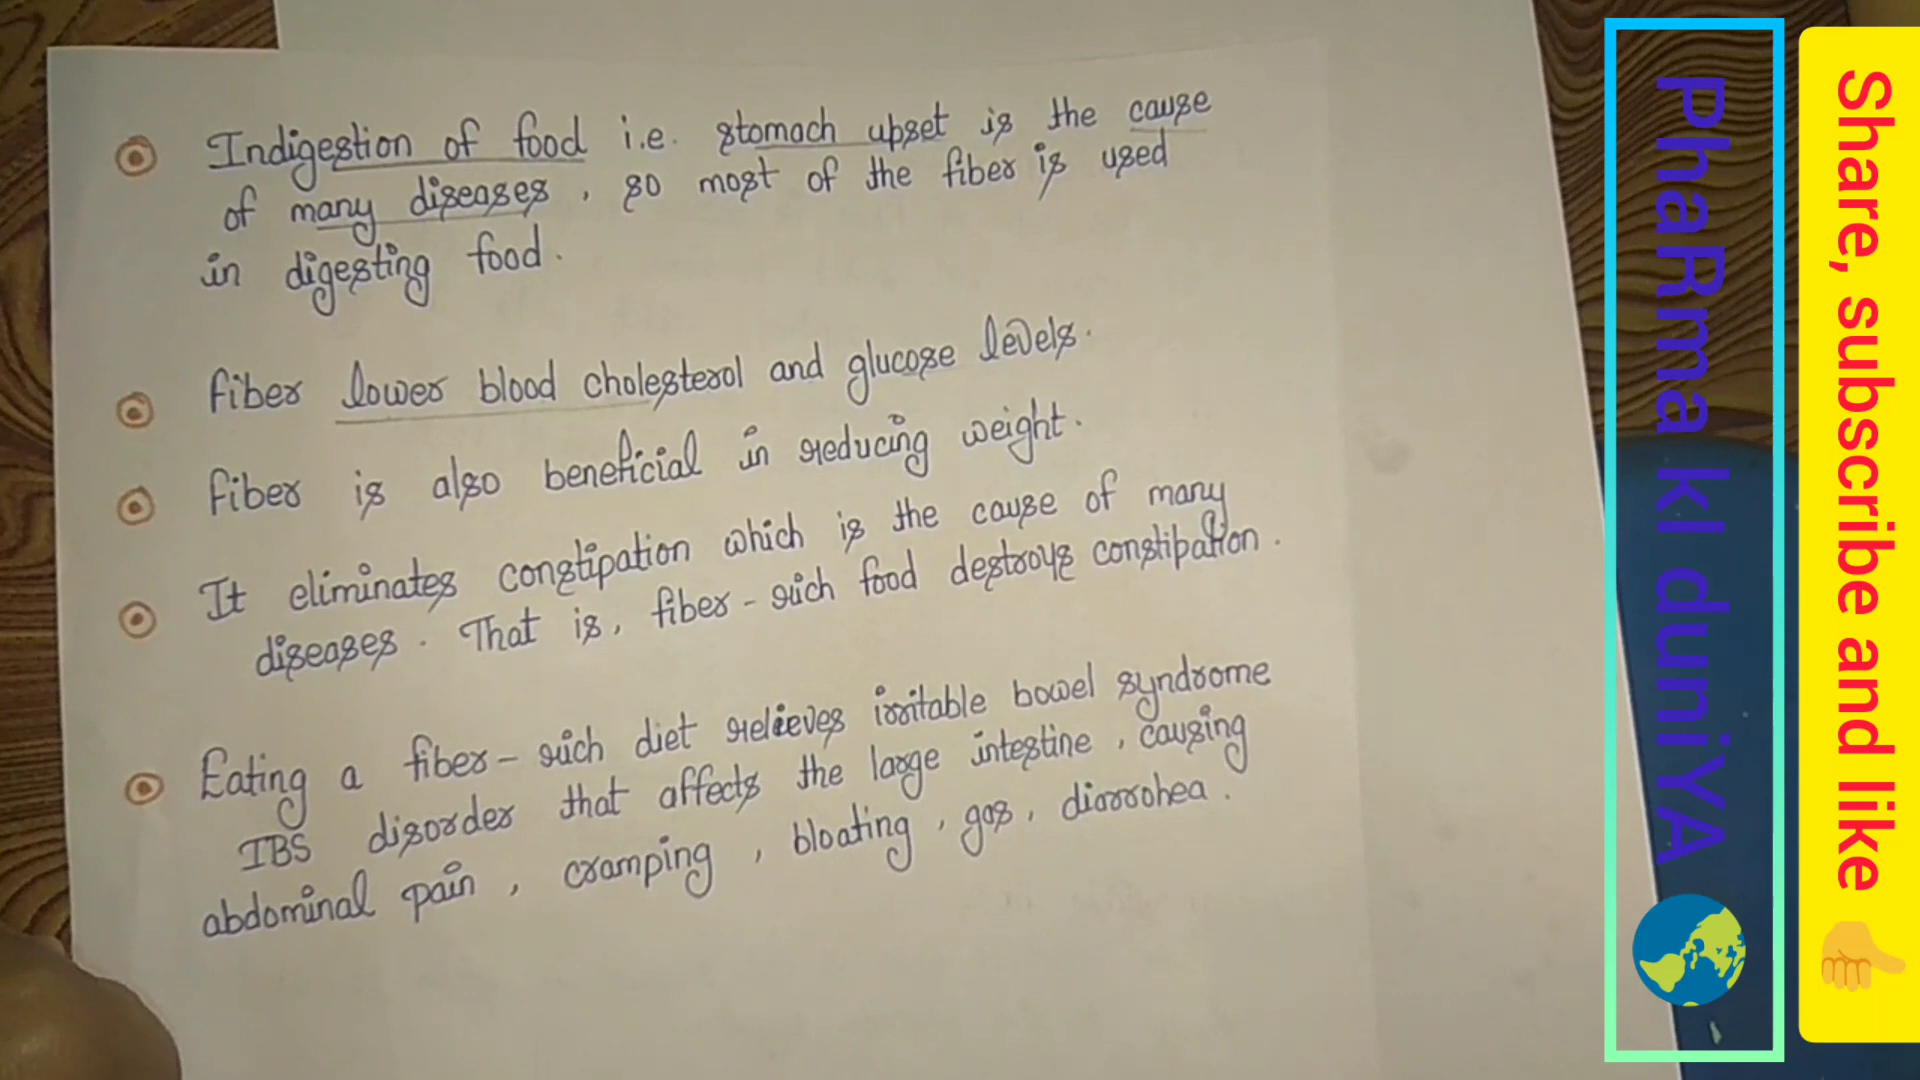 Indigestion of food i.e. stomach upset is the cause
of many diseases, so most of the fiber is used
in digesting food.
fiber lower blood cholesterol and glucose levels.
fiber is also beneficial in reducing weight.
It eliminates constipation which is the cause of many
diseases. That is, fiber-rich food destroys constipation.
Eating a fiber-rich diet relieves irritable bowel syndrome
IBS disorder that affects the large intestine, causing
abdominal pain, cramping, bloating, gas, diarrohea.
PhaRma kI duniYA
Share, subscribe and like